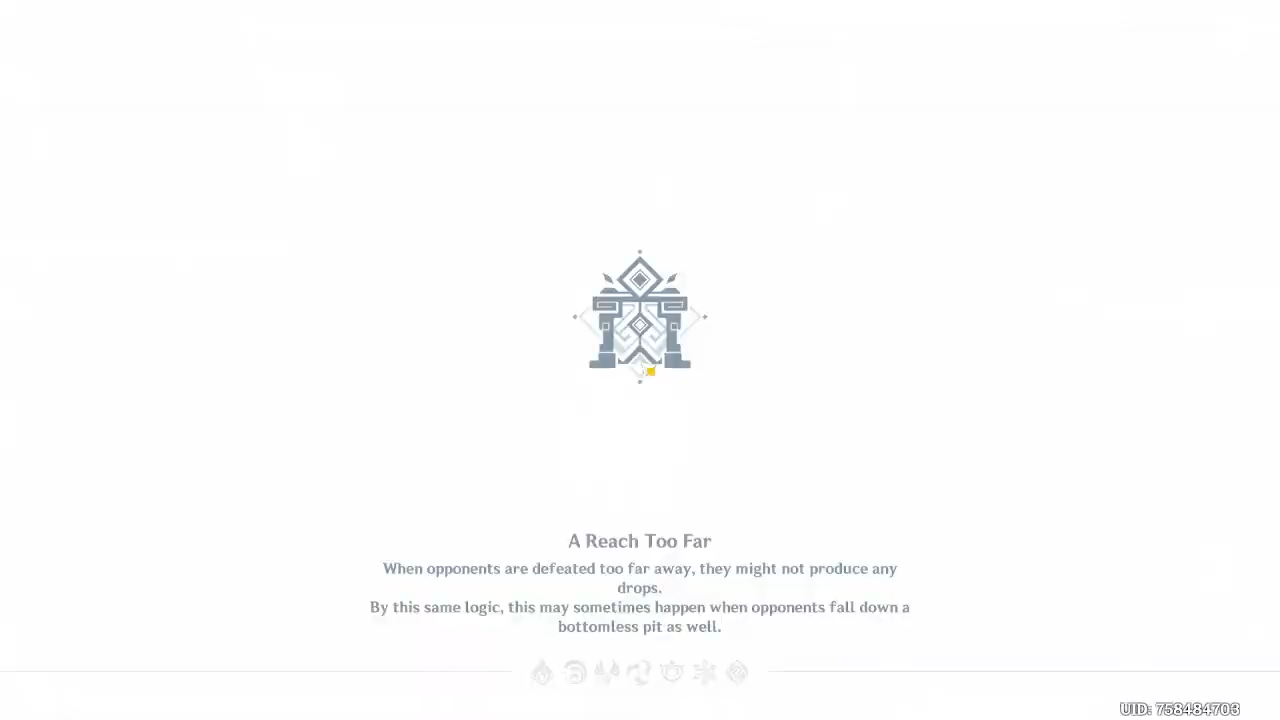 A Reach Too Far
When opponents are defeated too far away, they might not produce any
drops.
By this same logic, this may sometimes happen when opponents fall down a
bottomless pit as well.
UID: 758484703